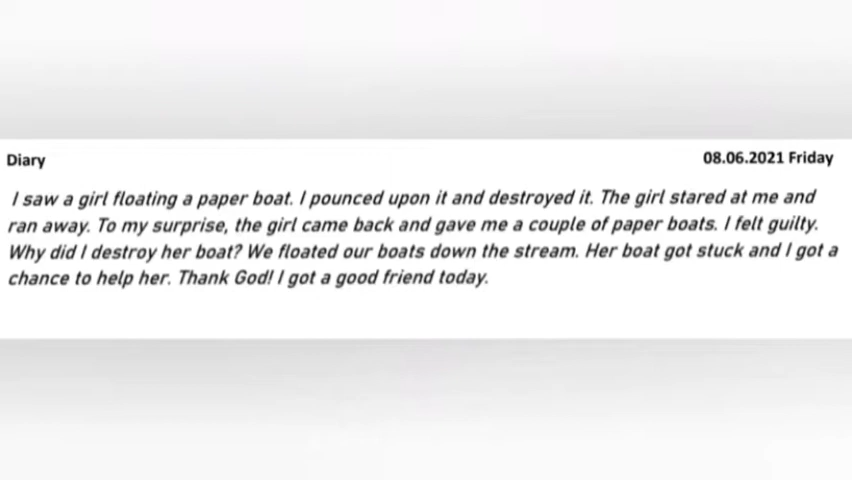 Diary 08.06.2021 Friday
I saw a girl floating a paper boat. I pounced upon it and destroyed it. The girl stared at me and
ran away. To my surprise, the girl came back and gave me a couple of paper boats. I felt guilty.
Why did I destroy her boat? We floated our boats down the stream. Her boat got stuck and I got a
chance to help her. Thank God! I got a good friend today.